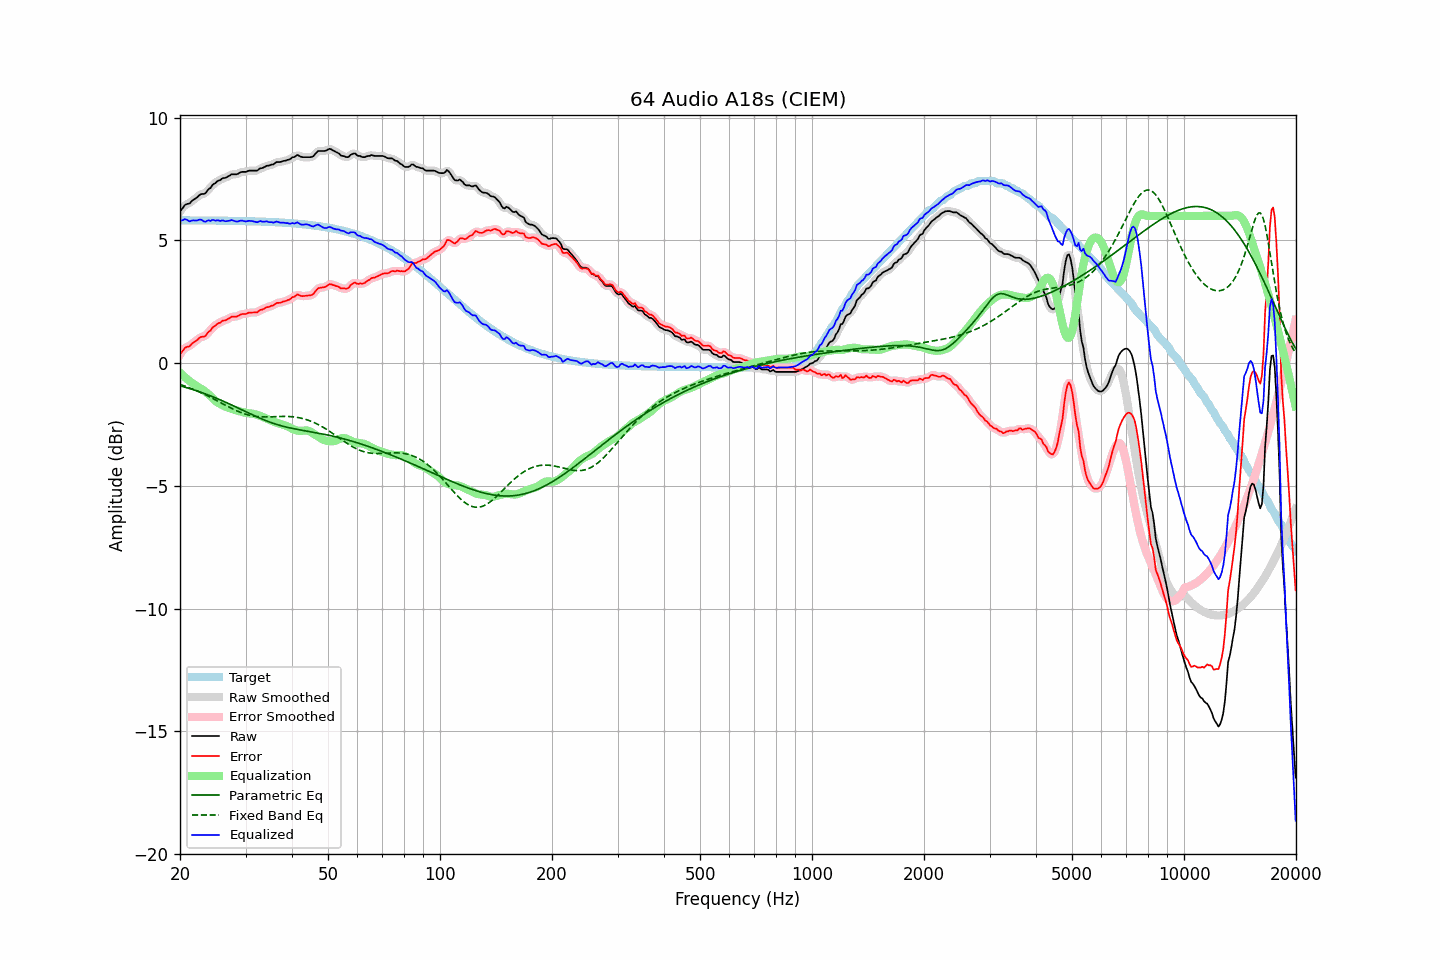 64 Audio A18s (CIEM)
10
5
0
−5
−10
−15
−20
Amplitude (dBr)
Target
Raw Smoothed
Error Smoothed
Raw
Error
Equalization
Parametric Eq
Fixed Band Eq
Equalized
20 50 100 200 500 1000 2000 5000 10000 20000
Frequency (Hz)